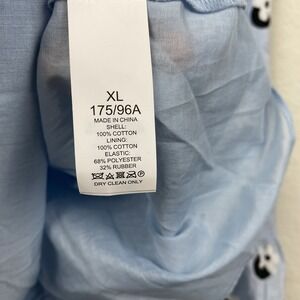 XL
175/96A
MADE IN CHINA
SHELL:
100% COTTON
LINING:
100% COTTON
ELASTIC:
68% POLYESTER
32% RUBBER
DRY CLEAN ONLY